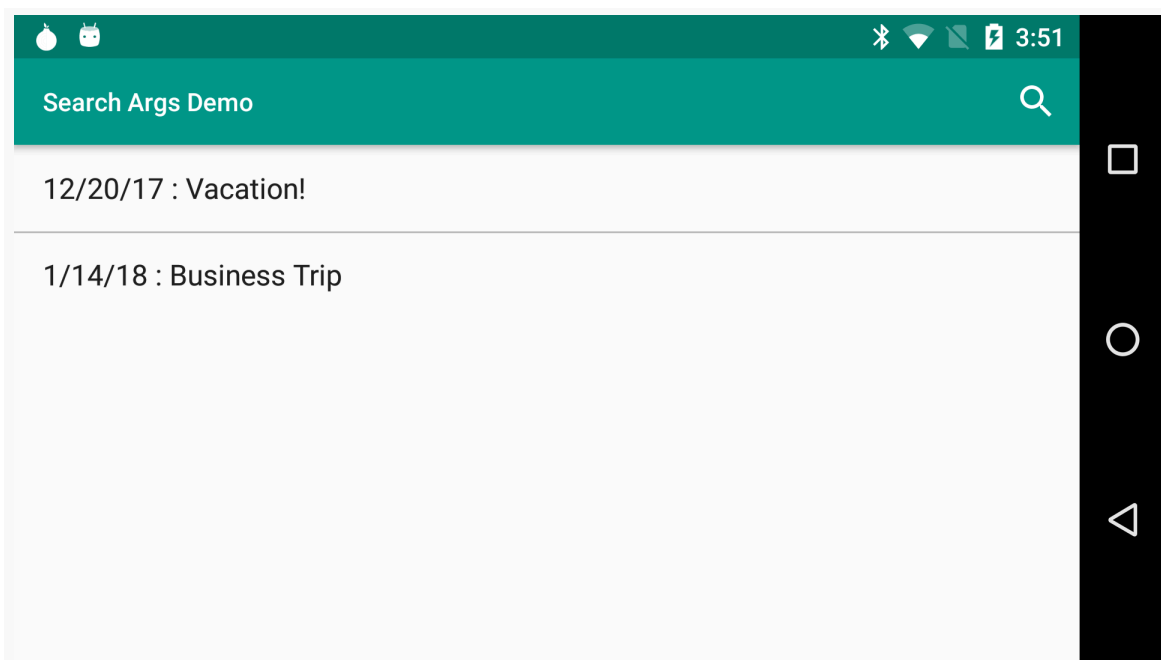 3:51
Search Args Demo
12/20/17 : Vacation!
1/14/18 : Business Trip